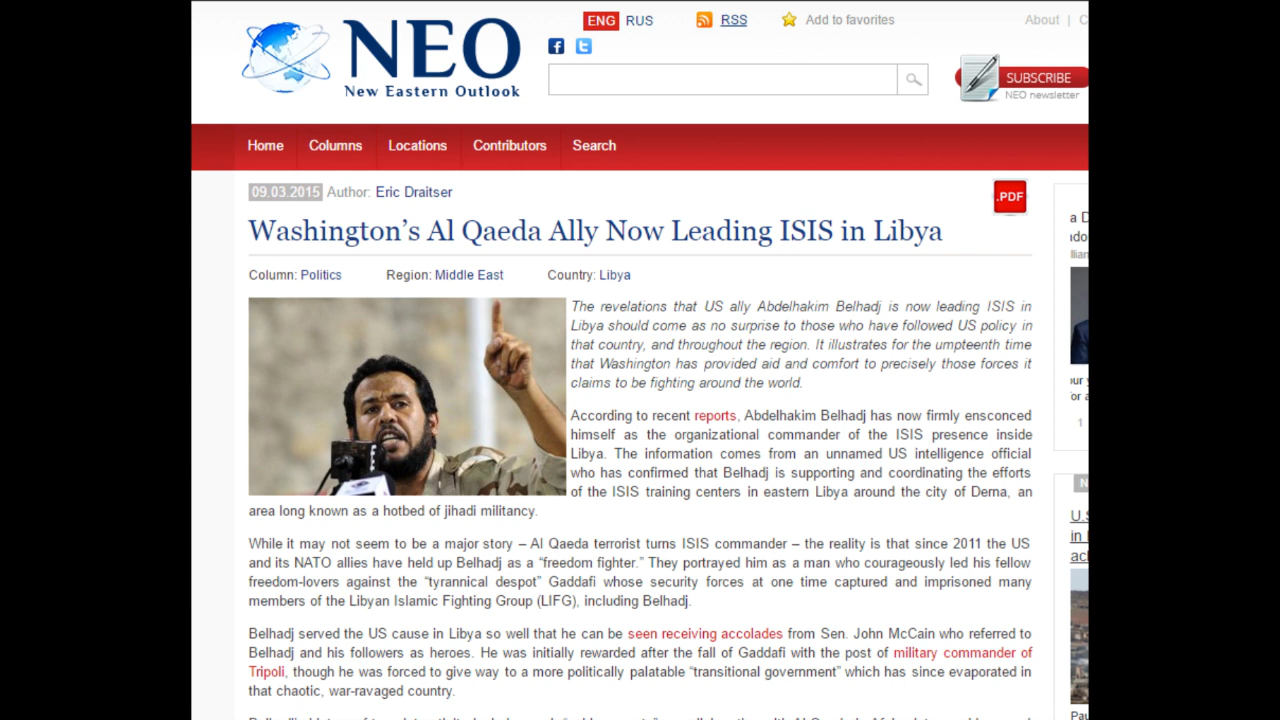 ENG RUS RSS Add to favorites About | C
NEO
New Eastern Outlook
SUBSCRIBE
NEO newsletter
Home Columns Locations Contributors Search
09.03.2015 Author: Eric Draitser
.PDF
Washington's Al Qaeda Ally Now Leading ISIS in Libya
Column: Politics Region: Middle East Country: Libya
The revelations that US ally Abdelhakim Belhadj is now leading ISIS in
Libya should come as no surprise to those who have followed US policy in
that country, and throughout the region. It illustrates for the umpteenth time
that Washington has provided aid and comfort to precisely those forces it
claims to be fighting around the world.
According to recent reports, Abdelhakim Belhadj has now firmly ensconced
himself as the organizational commander of the ISIS presence inside
Libya. The information comes from an unnamed US intelligence official
who has confirmed that Belhadj is supporting and coordinating the efforts
of the ISIS training centers in eastern Libya around the city of Derna, an
area long known as a hotbed of jihadi militancy.
While it may not seem to be a major story – Al Qaeda terrorist turns ISIS commander – the reality is that since 2011 the US
and its NATO allies have held up Belhadj as a “freedom fighter.” They portrayed him as a man who courageously led his fellow
freedom-lovers against the “tyrannical despot” Gaddafi whose security forces at one time captured and imprisoned many
members of the Libyan Islamic Fighting Group (LIFG), including Belhadj.
Belhadj served the US cause in Libya so well that he can be seen receiving accolades from Sen. John McCain who referred to
Belhadj and his followers as heroes. He was initially rewarded after the fall of Gaddafi with the post of military commander of
Tripoli, though he was forced to give way to a more politically palatable “transitional government” which has since evaporated in
that chaotic, war-ravaged country.
a D
ndo
llian
our y
or a
1
N
U.S
in I
acl
Pau